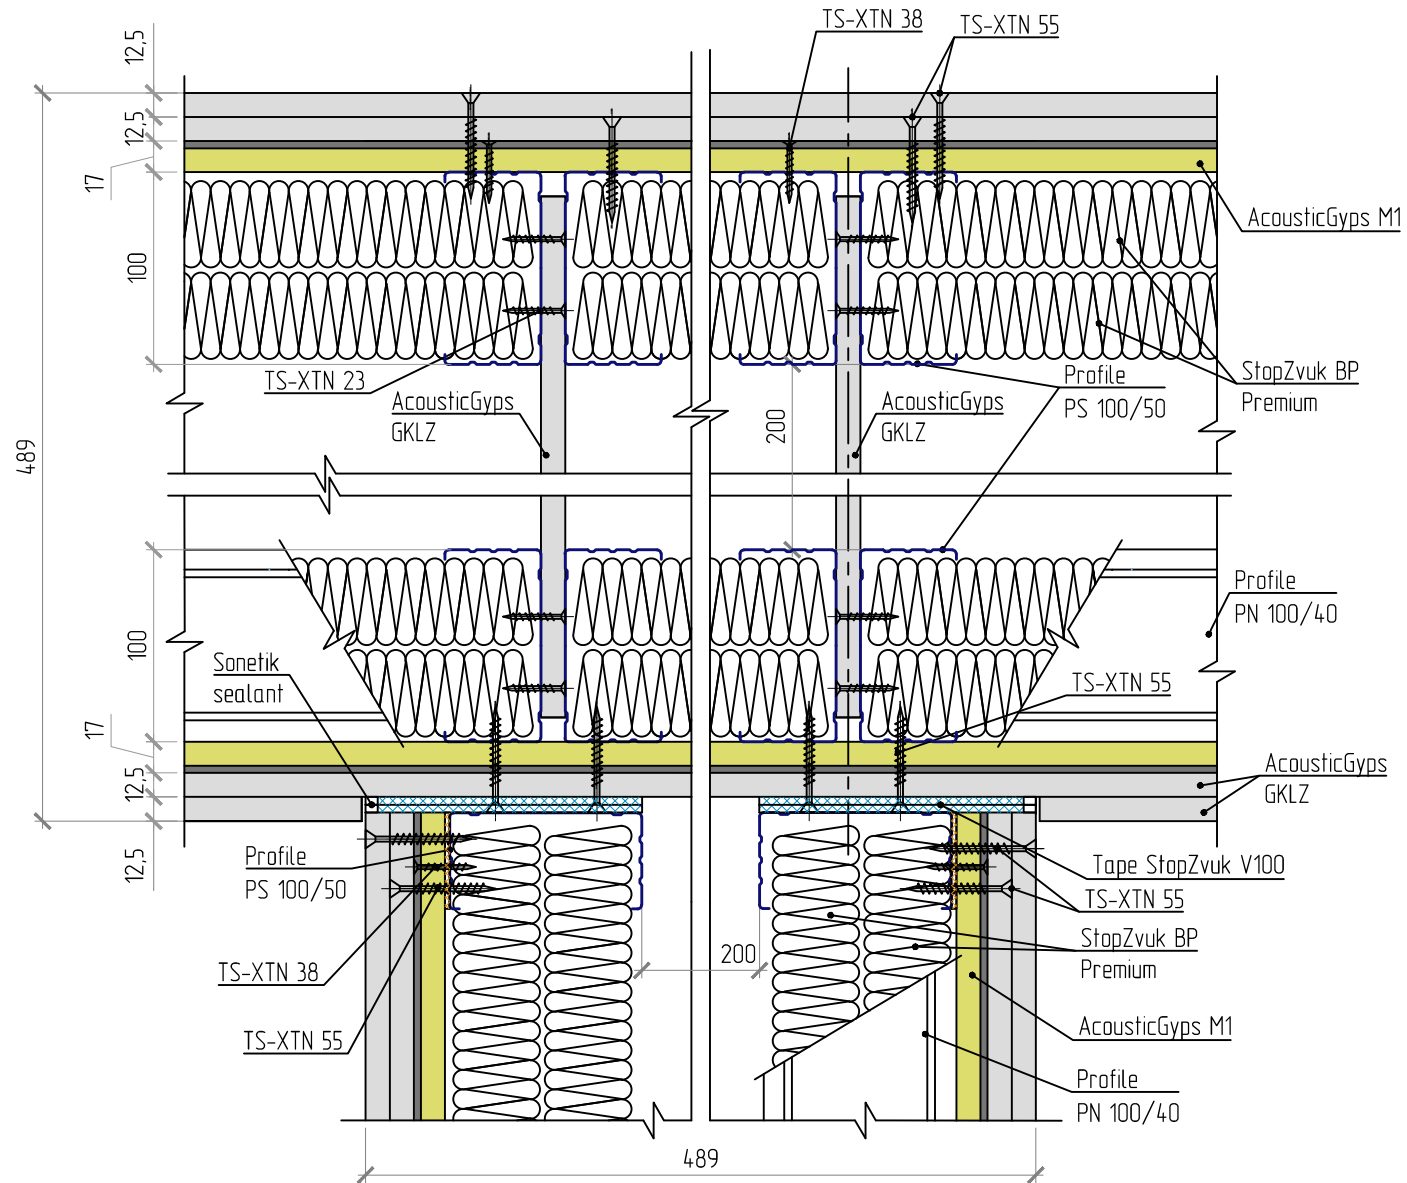 TS-XTN 38
TS-XTN 55
12,5
12,5
17
AcousticGyps M1
100
StopZvuk BP
Premium
Profile
PS 100/50
TS-XTN 23
AcousticGyps
GKLZ
AcousticGyps
GKLZ
200
489
Profile
PN 100/40
100
Sonetik
sealant
TS-XTN 55
17
12,5
AcousticGyps
GKLZ
12,5
Profile
PS 100/50
Tape StopZvuk V100
TS-XTN 55
StopZvuk BP
Premium
200
TS-XTN 38
TS-XTN 55
AcousticGyps M1
Profile
PN 100/40
489